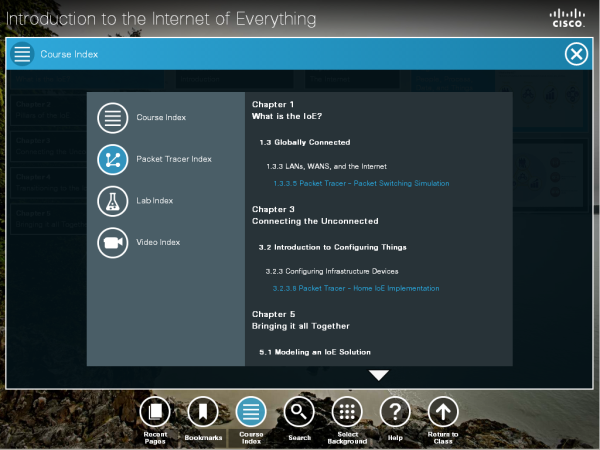 Introduction to the Internet of Everything
CISCO
Course Index
Course Index
Packet Tracer Index
Lab Index
Video Index
Chapter 1
What is the IoE?
1.3 Globally Connected
1.3.3 LANs, WANS, and the Internet
1.3.3.5 Packet Tracer - Packet Switching Simulation
Chapter 3
Connecting the Unconnected
3.2 Introduction to Configuring Things
3.2.3 Configuring Infrastructure Devices
3.2.3.9 Packet Tracer - Home IoE Implementation
Chapter 5
Bringing it all Together
5.1 Modeling an IoE Solution
Recent
Pages
Bookmarks
Course
Index
Search
Select
Background
?
Help
Return to
Class